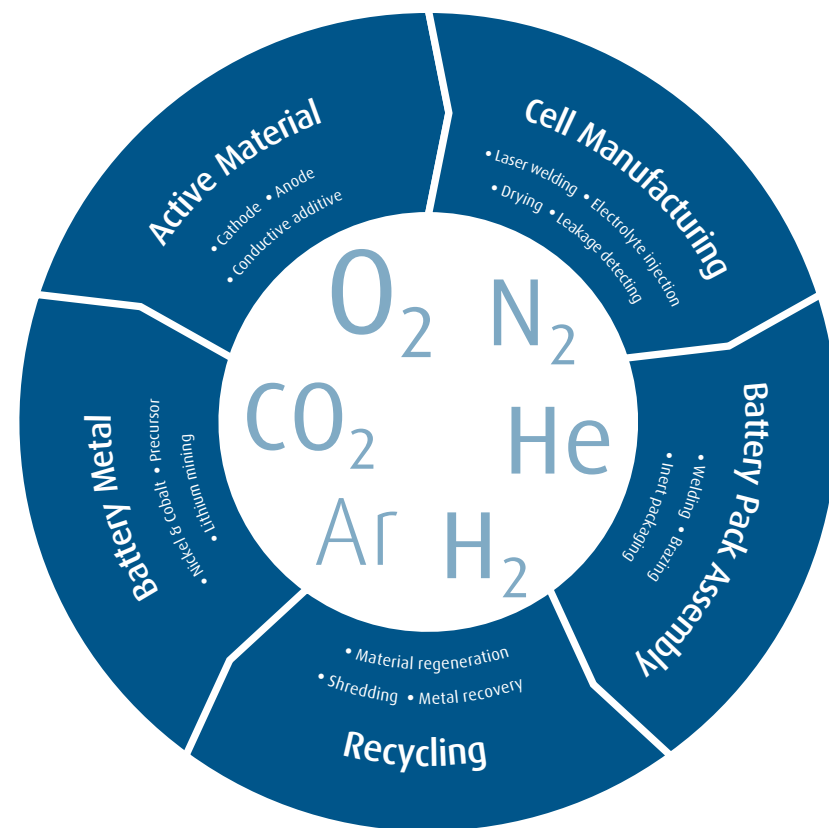 Active Material
• Cathode • Anode
• Conductive additive
Cell Manufacturing
• Laser welding • Electrolyte injection
• Drying • Leakage detecting
Battery Pack Assembly
• Welding • Brazing
• Inert packaging
• Material regeneration
• Shredding • Metal recovery
Recycling
Battery Metal
• Nickel & Cobalt • Precursor
• Lithium mining
O₂
N₂
CO₂
He
Ar
H₂